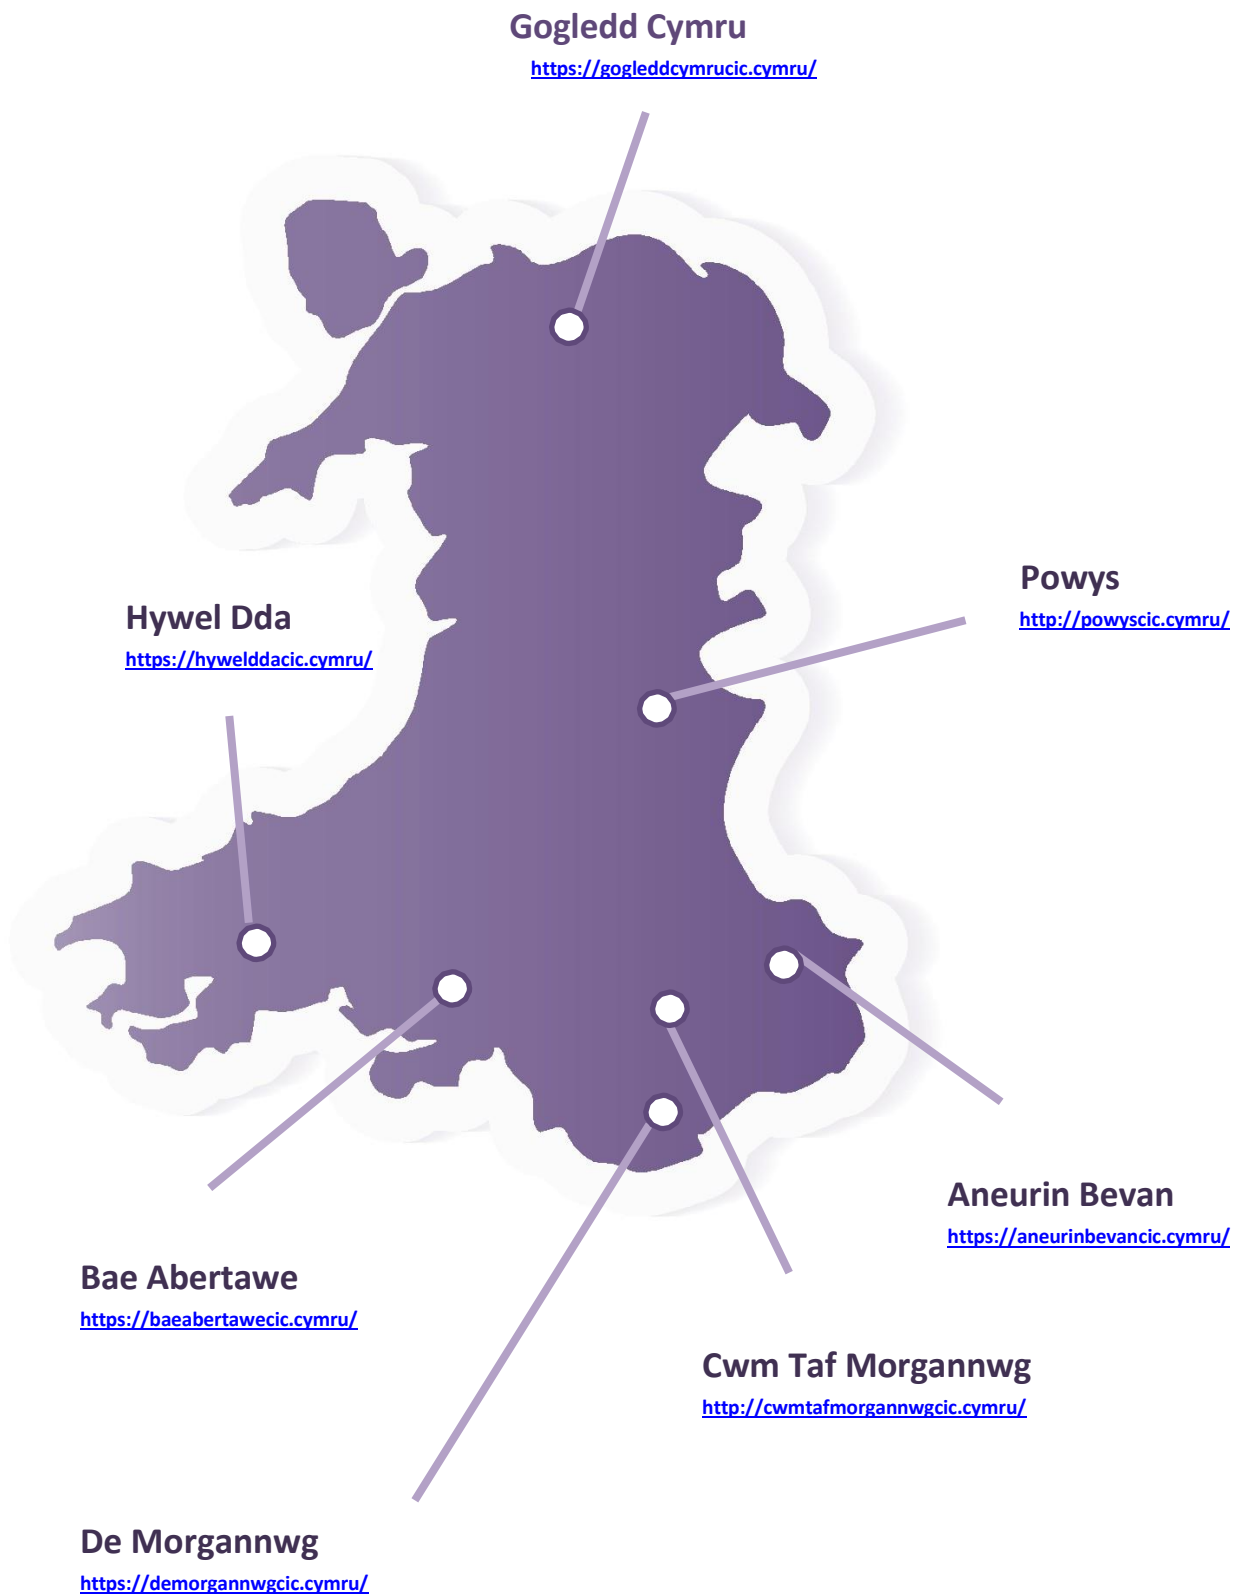 Gogledd Cymru
https://gogleddcymrucic.cymru/
Powys
http://powyscic.cymru/
Hywel Dda
https://hywelddacic.cymru/
Aneurin Bevan
https://aneurinbevancic.cymru/
Bae Abertawe
https://baeabertawecic.cymru/
Cwm Taf Morgannwg
http://cwmtafmorgannwgcic.cymru/
De Morgannwg
https://demorgannwgcic.cymru/